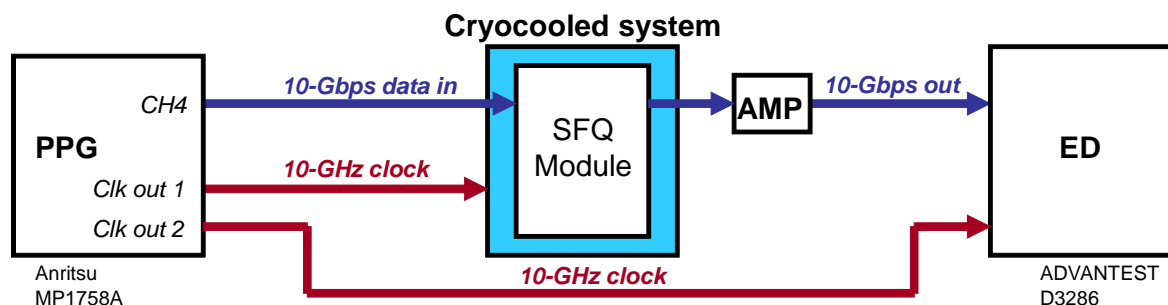 Cryocooled system
CH4
10-Gbps data in
AMP
10-Gbps out
PPG
SFQ
Module
ED
Clk out 1
10-GHz clock
Clk out 2
10-GHz clock
Anritsu
MP1758A
ADVANTEST
D3286